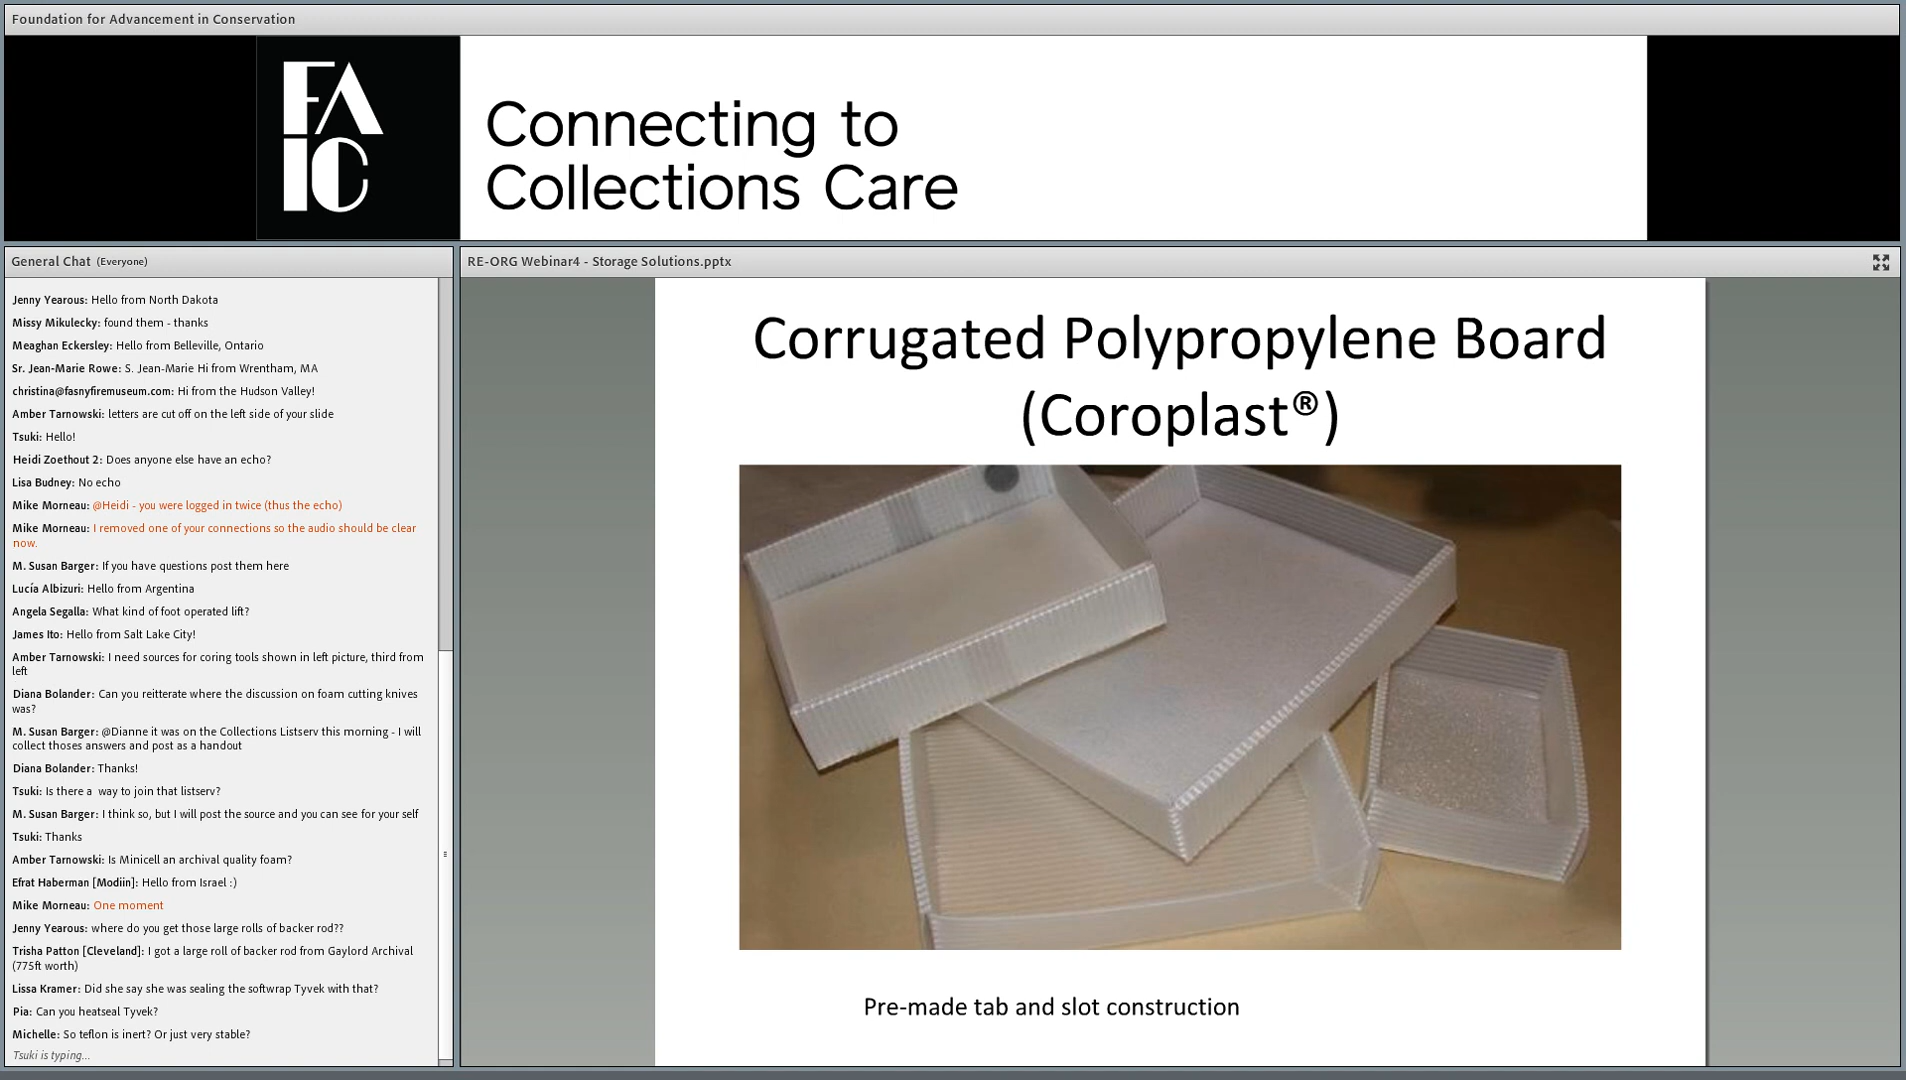 Foundation for Advancement in Conservation
FA
IC
Connecting to
Collections Care
General Chat (Everyone)
Jenny Yearous: Hello from North Dakota
Missy Mikulecky: found them - thanks
Meaghan Eckersley: Hello from Belleville, Ontario
Sr. Jean-Marie Rowe: S. Jean-Marie Hi from Wrentham, MA
christina@fasnyfiremuseum.com: Hi from the Hudson Valley!
Amber Tarnowski: letters are cut off on the left side of your slide
Tsuki: Hello!
Heidi Zoethout 2: Does anyone else have an echo?
Lisa Budney: No echo
Mike Morneau: @Heidi - you were logged in twice (thus the echo)
Mike Morneau: I removed one of your connections so the audio should be clear
now.
M. Susan Barger: If you have questions post them here
Lucía Albizuri: Hello from Argentina
Angela Segalla: What kind of foot operated lift?
James Ito: Hello from Salt Lake City!
Amber Tarnowski: I need sources for coring tools shown in left picture, third from
left
Diana Bolander: Can you reitterate where the discussion on foam cutting knives
was?
M. Susan Barger: @Dianne it was on the Collections Listserv this morning - I will
collect thoses answers and post as a handout
Diana Bolander: Thanks!
Tsuki: Is there a  way to join that listserv?
M. Susan Barger: I think so, but I will post the source and you can see for your self
Tsuki: Thanks
Amber Tarnowski: Is Minicell an archival quality foam?
Efrat Haberman [Modiin]: Hello from Israel :)
Mike Morneau: One moment
Jenny Yearous: where do you get those large rolls of backer rod??
Trisha Patton [Cleveland]: I got a large roll of backer rod from Gaylord Archival
(775ft worth)
Lissa Kramer: Did she say she was sealing the softwrap Tyvek with that?
Pia: Can you heatseal Tyvek?
Michelle: So teflon is inert? Or just very stable?
Tsuki is typing...
RE-ORG Webinar4 - Storage Solutions.pptx
Corrugated Polypropylene Board
(Coroplast®)
Pre-made tab and slot construction